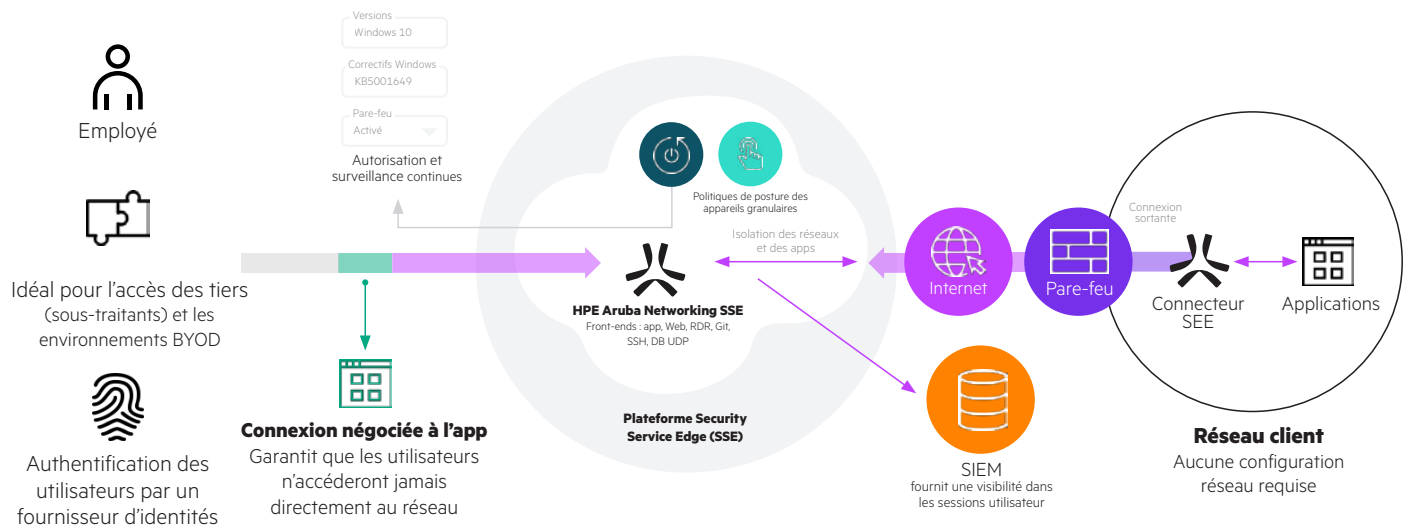 Employé
Idéal pour l'accès des tiers
(sous-traitants) et les
environnements BYOD
Authentification des
utilisateurs par un
fournisseur d'identités
Versions
Windows 10
Correctifs Windows
KB5001649
Pare-feu
Activé
Autorisation et
surveillance continues
Connexion négociée à l'app
Garantit que les utilisateurs
n'accéderont jamais
directement au réseau
Politiques de posture des
appareils granulaires
Isolation des réseaux
et des apps
HPE Aruba Networking SSE
Front-ends : app, Web, RDR, Git,
SSH, DB UDP
Plateforme Security
Service Edge (SSE)
Internet
Pare-feu
SIEM
fournit une visibilité dans
les sessions utilisateur
Connexion
sortante
Connecteur
SEE
Applications
Réseau client
Aucune configuration
réseau requise